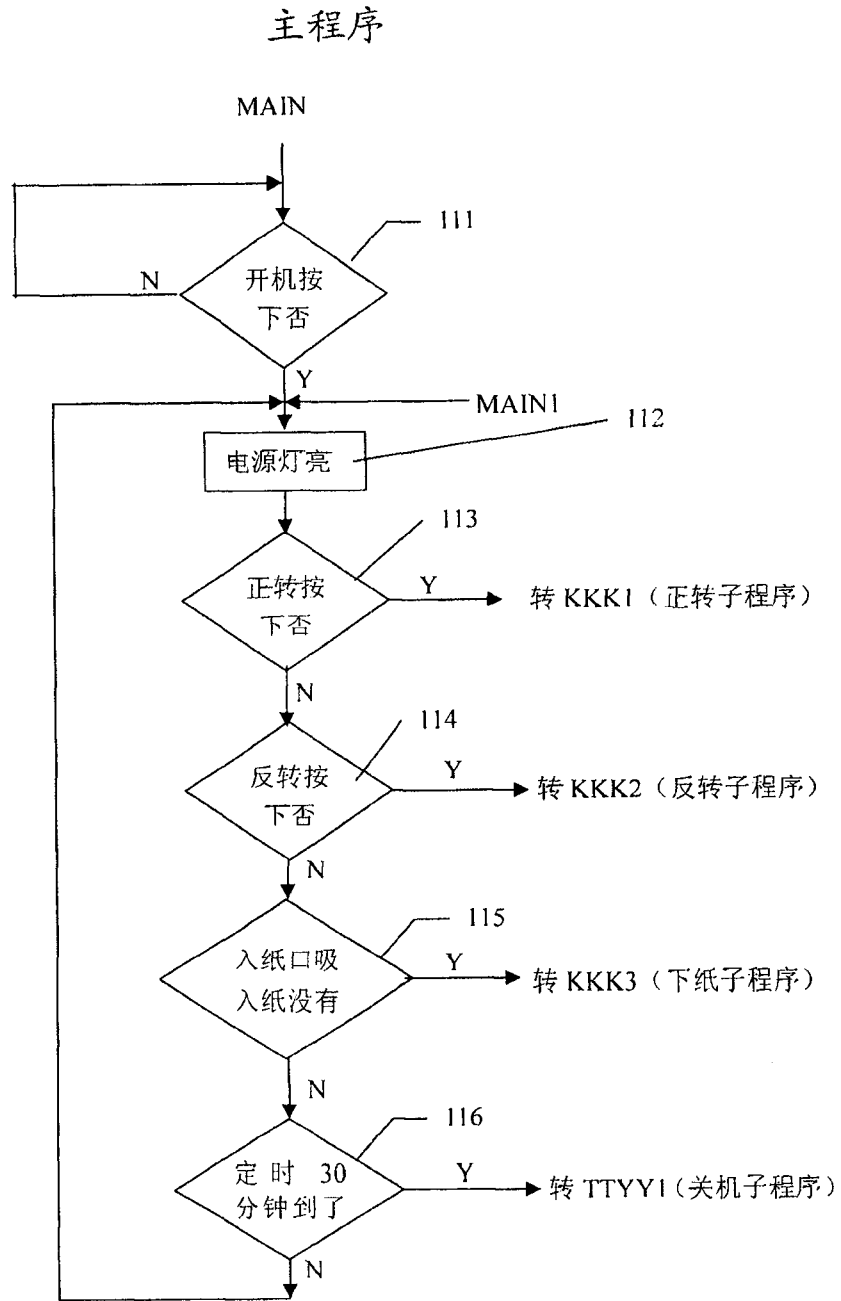 主程序
MAIN
111
N
开机按
下否
Y
MAIN1
112
电源灯亮
113
正转按
下否
Y
转 KKK1（正转子程序）
N
114
反转按
下否
Y
转 KKK2（反转子程序）
N
115
入纸口吸
入纸没有
Y
转 KKK3（下纸子程序）
N
116
定时 30
分钟到了
Y
转 TTYY1（关机子程序）
N